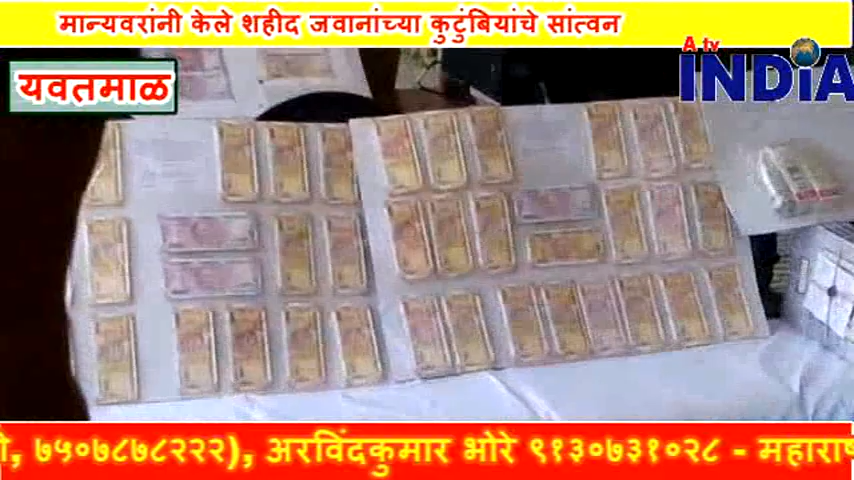 मान्यवरांनी केले शहीद जवानांच्या कुटुंबियांचे सांत्वन
यवतमाळ
A tv
INDIA
७५०७८७८२२२), अरविंदकुमार भोरे ९१३०७३१०२८ - महाराष